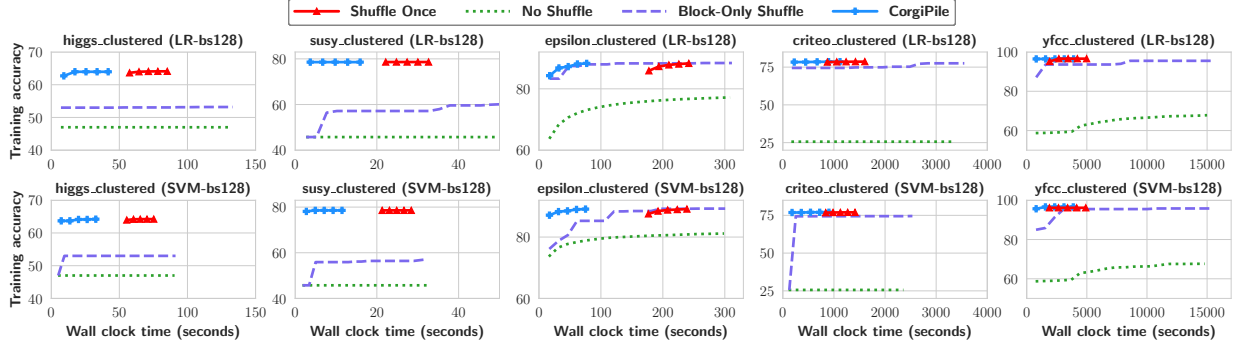 Shuffle Once No Shuffle Block-Only Shuffle CorgiPile
higgs_clustered (LR-bs128) susy_clustered (LR-bs128) epsilon_clustered (LR-bs128) criteo_clustered (LR-bs128) yfcc_clustered (LR-bs128)
Training accuracy
70
60
50
40
0 50 100 150
80
60
40
0 20 40
80
60
0 100 200 300
75
50
25
0 1000 2000 3000 4000
100
80
60
0 5000 10000 15000
higgs_clustered (SVM-bs128) susy_clustered (SVM-bs128) epsilon_clustered (SVM-bs128) criteo_clustered (SVM-bs128) yfcc_clustered (SVM-bs128)
Training accuracy
70
60
50
40
0 50 100 150
80
60
40
0 20 40
80
60
0 100 200 300
75
50
25
0 1000 2000 3000 4000
100
80
60
0 5000 10000 15000
Wall clock time (seconds) Wall clock time (seconds) Wall clock time (seconds) Wall clock time (seconds) Wall clock time (seconds)